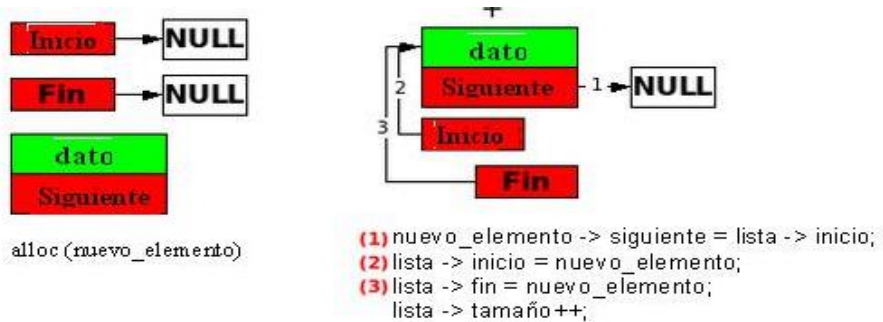 Inicio
NULL
Fin
NULL
dato
Siguiente
alloc (nuevo_elemento)
dato
Siguiente
1
NULL
2
Inicio
3
Fin
(1) nuevo_elemento -> siguiente = lista -> inicio;
(2) lista -> inicio = nuevo_elemento;
(3) lista -> fin = nuevo_elemento;
lista -> tamaño++;